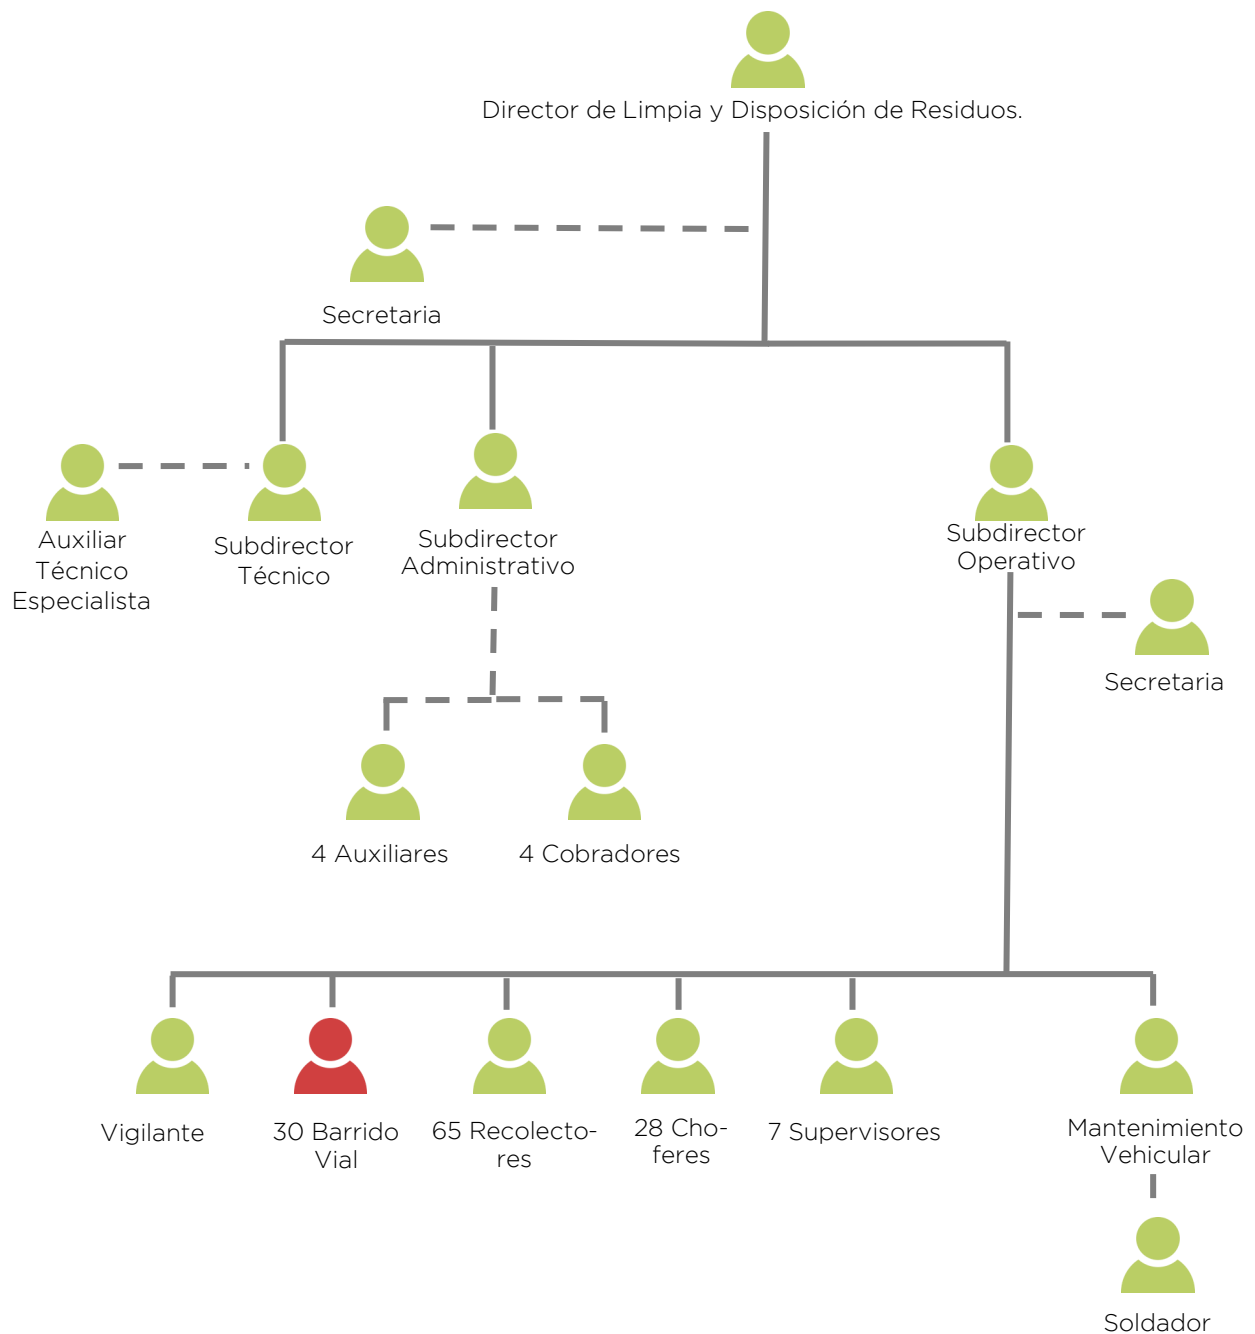 Director de Limpia y Disposición de Residuos.
Secretaria
Auxiliar
Técnico
Especialista
Subdirector
Técnico
Subdirector
Administrativo
Subdirector
Operativo
Secretaria
4 Auxiliares
4 Cobradores
Vigilante
30 Barrido
Vial
65 Recolecto-
res
28 Cho-
feres
7 Supervisores
Mantenimiento
Vehicular
Soldador